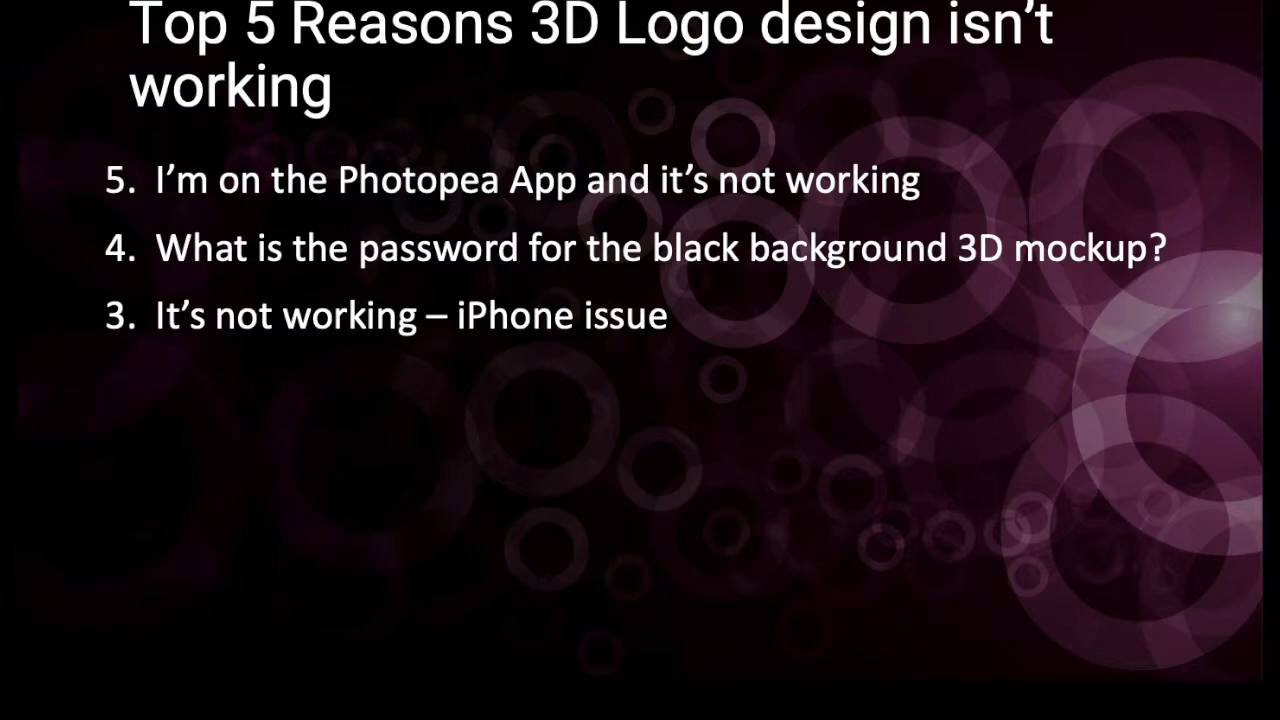 Top 5 Reasons 3D Logo design isn’t
working
5. I’m on the Photopea App and it’s not working
4. What is the password for the black background 3D mockup?
3. It’s not working – iPhone issue